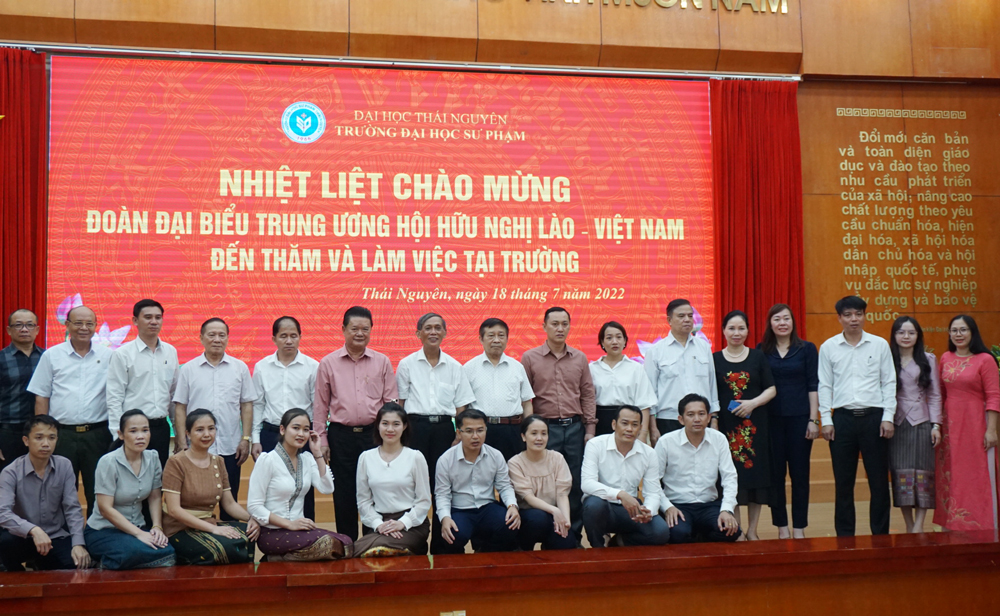 MUÔN NĂM
ĐẠI HỌC THÁI NGUYÊN
TRƯỜNG ĐẠI HỌC SƯ PHẠM
NHIỆT LIỆT CHÀO MỪNG
ĐOÀN ĐẠI BIỂU TRUNG ƯƠNG HỘI HỮU NGHỊ LÀO - VIỆT NAM
ĐẾN THĂM VÀ LÀM VIỆC TẠI TRƯỜNG
Thái Nguyên, ngày 18 tháng 7 năm 2022
Đổi mới căn bản
và toàn diện giáo
dục và đào tạo theo
nhu cầu phát triển
của xã hội; nâng cao
chất lượng theo yêu
cầu chuẩn hóa, hiện
đại hóa, xã hội hóa
dân chủ hóa và hội
nhập quốc tế, phục
vụ đắc lực sự nghiệp
dựng và bảo vệ
quốc